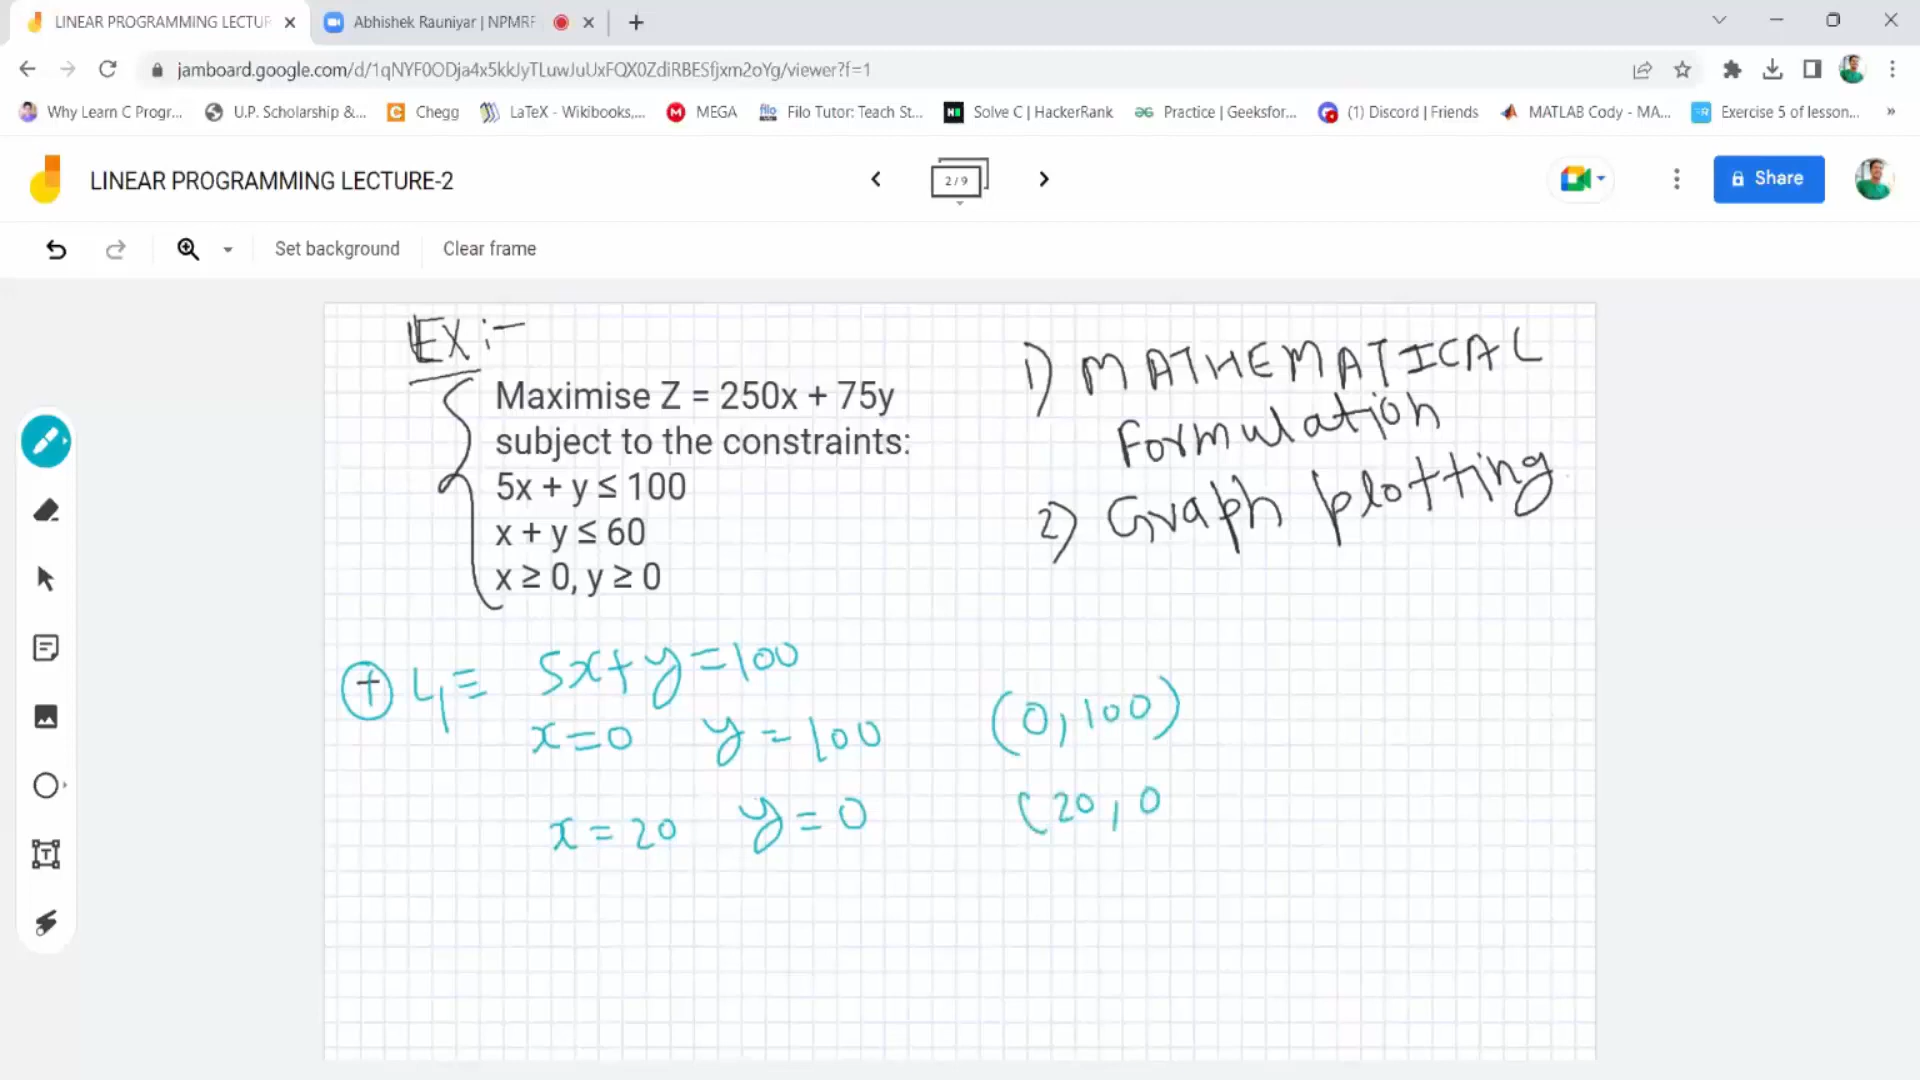 LINEAR PROGRAMMING LECTUR
Abhishek Rauniyar | NPMRF
jamboard.google.com/d/1qNYF0ODja4x5kkJyTLuwJuUxFQX0ZdiRBESfjxm2oYg/viewer?f=1
Why Learn C Progr...
U.P. Scholarship &...
Chegg
LaTeX - Wikibooks,...
MEGA
Filo Tutor: Teach St...
Solve C | HackerRank
Practice | Geeksfor...
(1) Discord | Friends
MATLAB Cody - MA...
Exercise 5 of lesson...
LINEAR PROGRAMMING LECTURE-2
2 / 9
Share
Set background
Clear frame
EX :-
Maximise Z = 250x + 75y
subject to the constraints:
5x + y ≤ 100
x + y ≤ 60
x ≥ 0, y ≥ 0
1) MATHEMATICAL
Formulation
2) Graph plotting
L1 ≡ 5x + y = 100
x = 0 y = 100 (0, 100)
x = 20 y = 0 (20, 0